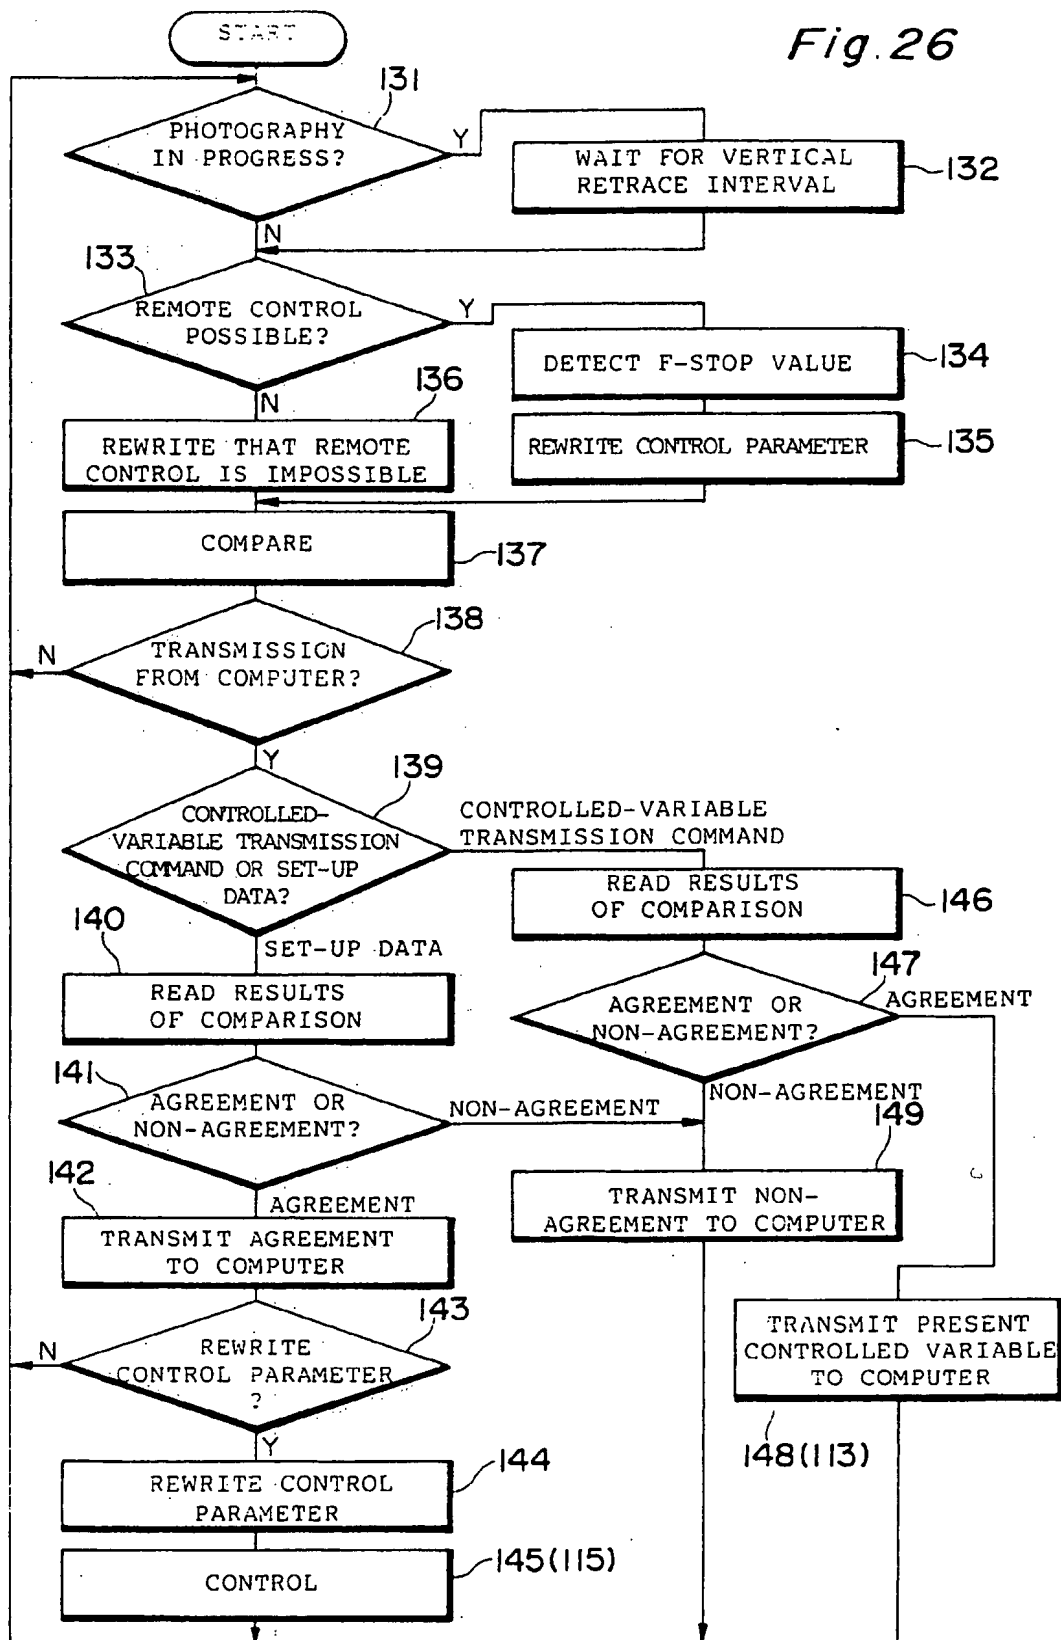 START
Fig. 26
131
PHOTOGRAPHY
IN PROGRESS?
Y
WAIT FOR VERTICAL
RETRACE INTERVAL
132
N
133
REMOTE CONTROL
POSSIBLE?
Y
DETECT F-STOP VALUE
134
N
136
REWRITE THAT REMOTE
CONTROL IS IMPOSSIBLE
REWRITE CONTROL PARAMETER
135
COMPARE
137
138
TRANSMISSION
FROM COMPUTER?
N
Y
139
CONTROLLED-
VARIABLE TRANSMISSION
COMMAND OR SET-UP
DATA?
CONTROLLED-VARIABLE
TRANSMISSION COMMAND
READ RESULTS
OF COMPARISON
146
140
SET-UP DATA
READ RESULTS
OF COMPARISON
147
AGREEMENT OR
NON-AGREEMENT?
AGREEMENT
141
AGREEMENT OR
NON-AGREEMENT?
NON-AGREEMENT
NON-AGREEMENT
149
TRANSMIT NON-
AGREEMENT TO COMPUTER
142
AGREEMENT
TRANSMIT AGREEMENT
TO COMPUTER
143
REWRITE
CONTROL PARAMETER
?
N
TRANSMIT PRESENT
CONTROLLED VARIABLE
TO COMPUTER
148(113)
Y
REWRITE CONTROL
PARAMETER
144
CONTROL
145(115)